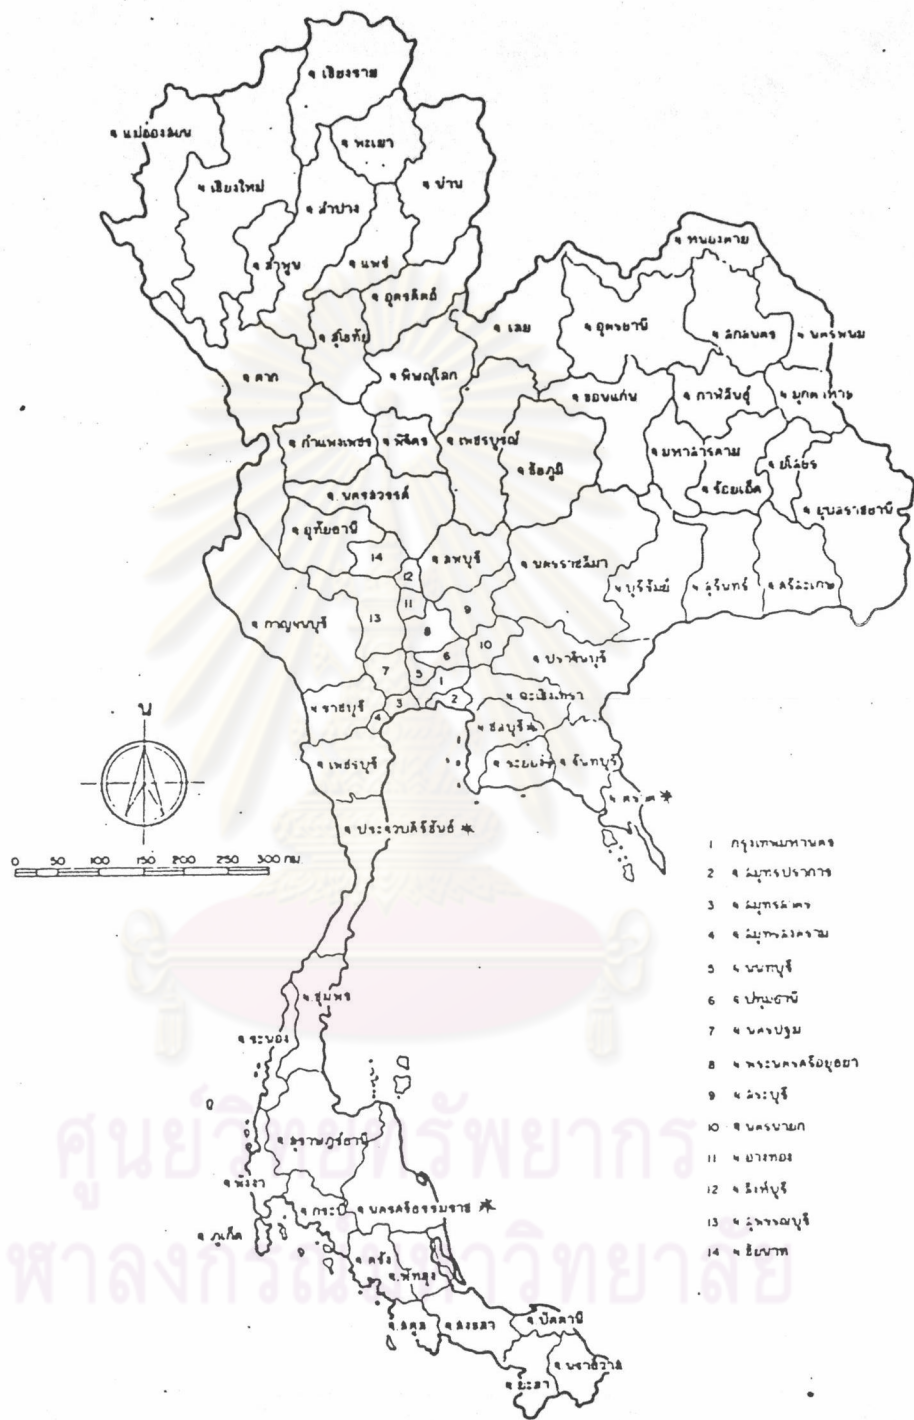 จ เชียงราย
จ แม่ฮ่องสอน
จ พะเยา
จ เชียงใหม่
จ น่าน
จ ลำปาง
จ หนองคาย
จ ลำพูน
จ แพร่
จ อุตรดิตถ์
จ สุโขทัย
จ เลย
จ อุดรธานี
จ สกลนคร
จ นครพนม
จ ตาก
จ พิษณุโลก
จ ขอนแก่น
จ กาฬสินธุ์
จ มุกดาหาร
จ กำแพงเพชร
จ พิจิตร
จ เพชรบูรณ์
จ มหาสารคาม
จ ยโสธร
จ ชัยภูมิ
จ ร้อยเอ็ด
จ นครสวรรค์
จ อุบลราชธานี
จ อุทัยธานี
14
จ ลพบุรี
จ นครราชสีมา
12
จ บุรีรัมย์
จ สุรินทร์
จ ศรีสะเกษ
11
9
จ กาญจนบุรี
13
8
10
6
จ ปราจีนบุรี
7
5
1
จ ราชบุรี
3
2
จ ฉะเชิงเทรา
4
น
จ ชลบุรี *
จ เพชรบุรี
จ ระยอง *
จ จันทบุรี
จ ตราด *
จ ประจวบคีรีขันธ์ *
0 50 100 150 200 250 300 กม
1 กรุงเทพมหานคร
2 จ สมุทรปราการ
3 จ สมุทรสาคร
4 จ สมุทรสงคราม
5 จ นนทบุรี
6 จ ปทุมธานี
7 จ นครปฐม
8 จ พระนครศรีอยุธยา
9 จ สระบุรี
10 จ นครนายก
11 จ อ่างทอง
12 จ สิงห์บุรี
13 จ สุพรรณบุรี
14 จ ชัยนาท
จ ชุมพร
จ ระนอง
จ สุราษฎร์ธานี
จ พังงา
จ กระบี่
จ นครศรีธรรมราช *
จ ภูเก็ต
จ ตรัง
จ พัทลุง
จ สตูล
จ สงขลา
จ ปัตตานี
จ นราธิวาส
จ ยะลา
ศูนย์วิทยทรัพยากร
จุฬาลงกรณ์มหาวิทยาลัย